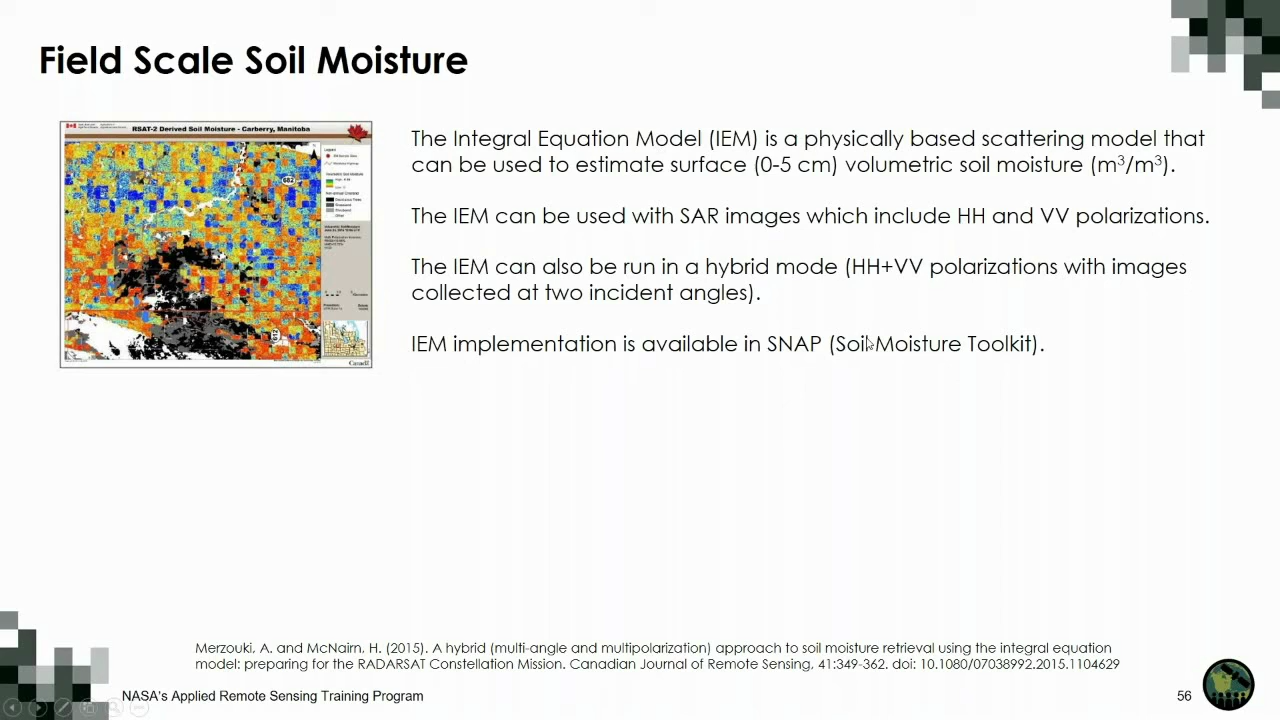 Field Scale Soil Moisture
RSAT-2 Derived Soil Moisture - Carberry, Manitoba
682
Canada
The Integral Equation Model (IEM) is a physically based scattering model that
can be used to estimate surface (0-5 cm) volumetric soil moisture (m³/m³).
The IEM can be used with SAR images which include HH and VV polarizations.
The IEM can also be run in a hybrid mode (HH+VV polarizations with images
collected at two incident angles).
IEM implementation is available in SNAP (Soil Moisture Toolkit).
Merzouki, A. and McNairn, H. (2015). A hybrid (multi-angle and multipolarization) approach to soil moisture retrieval using the integral equation
model: preparing for the RADARSAT Constellation Mission. Canadian Journal of Remote Sensing, 41:349-362. doi: 10.1080/07038992.2015.1104629
NASA's Applied Remote Sensing Training Program
56